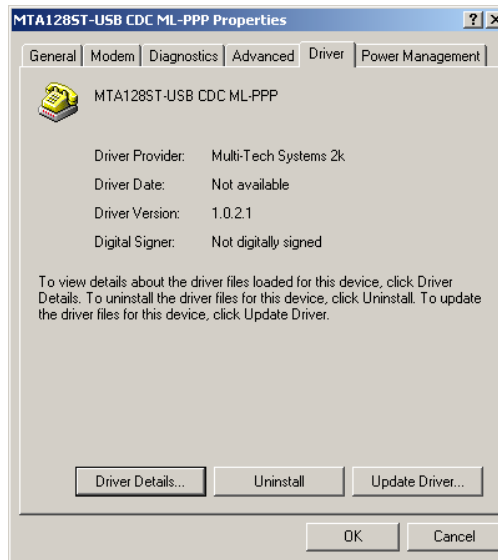 MTA128ST-USB CDC ML-PPP Properties
General Modem Diagnostics Advanced Driver Power Management
MTA128ST-USB CDC ML-PPP
Driver Provider: Multi-Tech Systems 2k
Driver Date: Not available
Driver Version: 1.0.2.1
Digital Signer: Not digitally signed
To view details about the driver files loaded for this device, click Driver
Details. To uninstall the driver files for this device, click Uninstall. To update
the driver files for this device, click Update Driver.
Driver Details... Uninstall Update Driver...
OK Cancel